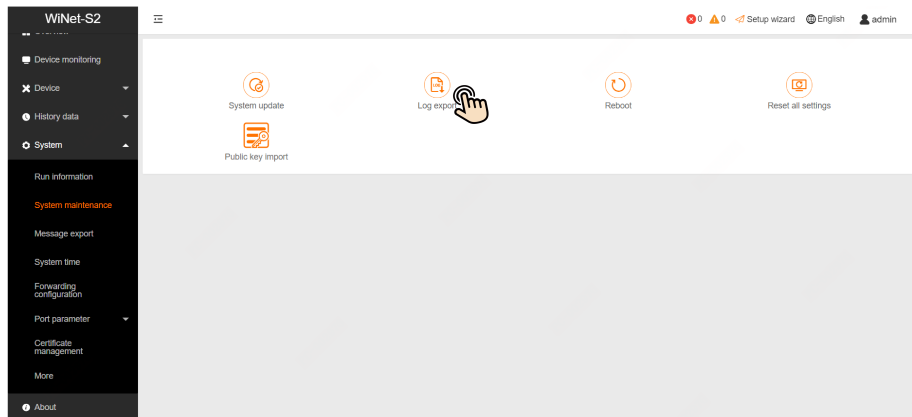 WiNet-S2
0
0
Setup wizard
English
admin
Overview
Device monitoring
Device
History data
System
Run information
System maintenance
Message export
System time
Forwarding
configuration
Port parameter
Certificate
management
More
About
System update
LOG
Log export
Reboot
Reset all settings
Public key import